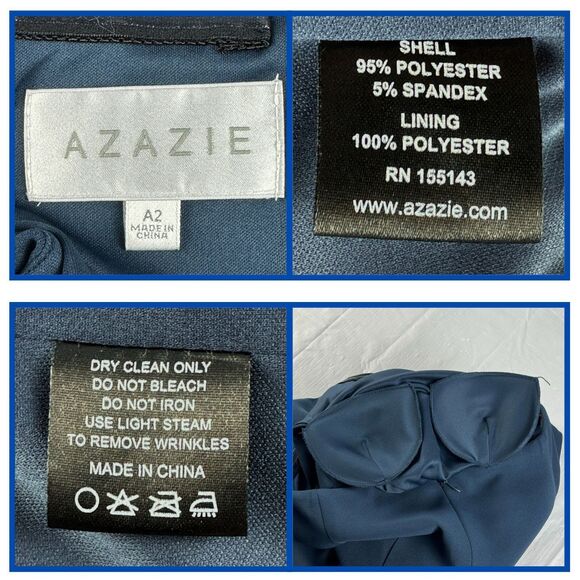 AZAZIE
A2
MADE IN
CHINA
SHELL
95% POLYESTER
5% SPANDEX
LINING
100% POLYESTER
RN 155143
www.azazie.com
DRY CLEAN ONLY
DO NOT BLEACH
DO NOT IRON
USE LIGHT STEAM
TO REMOVE WRINKLES
MADE IN CHINA